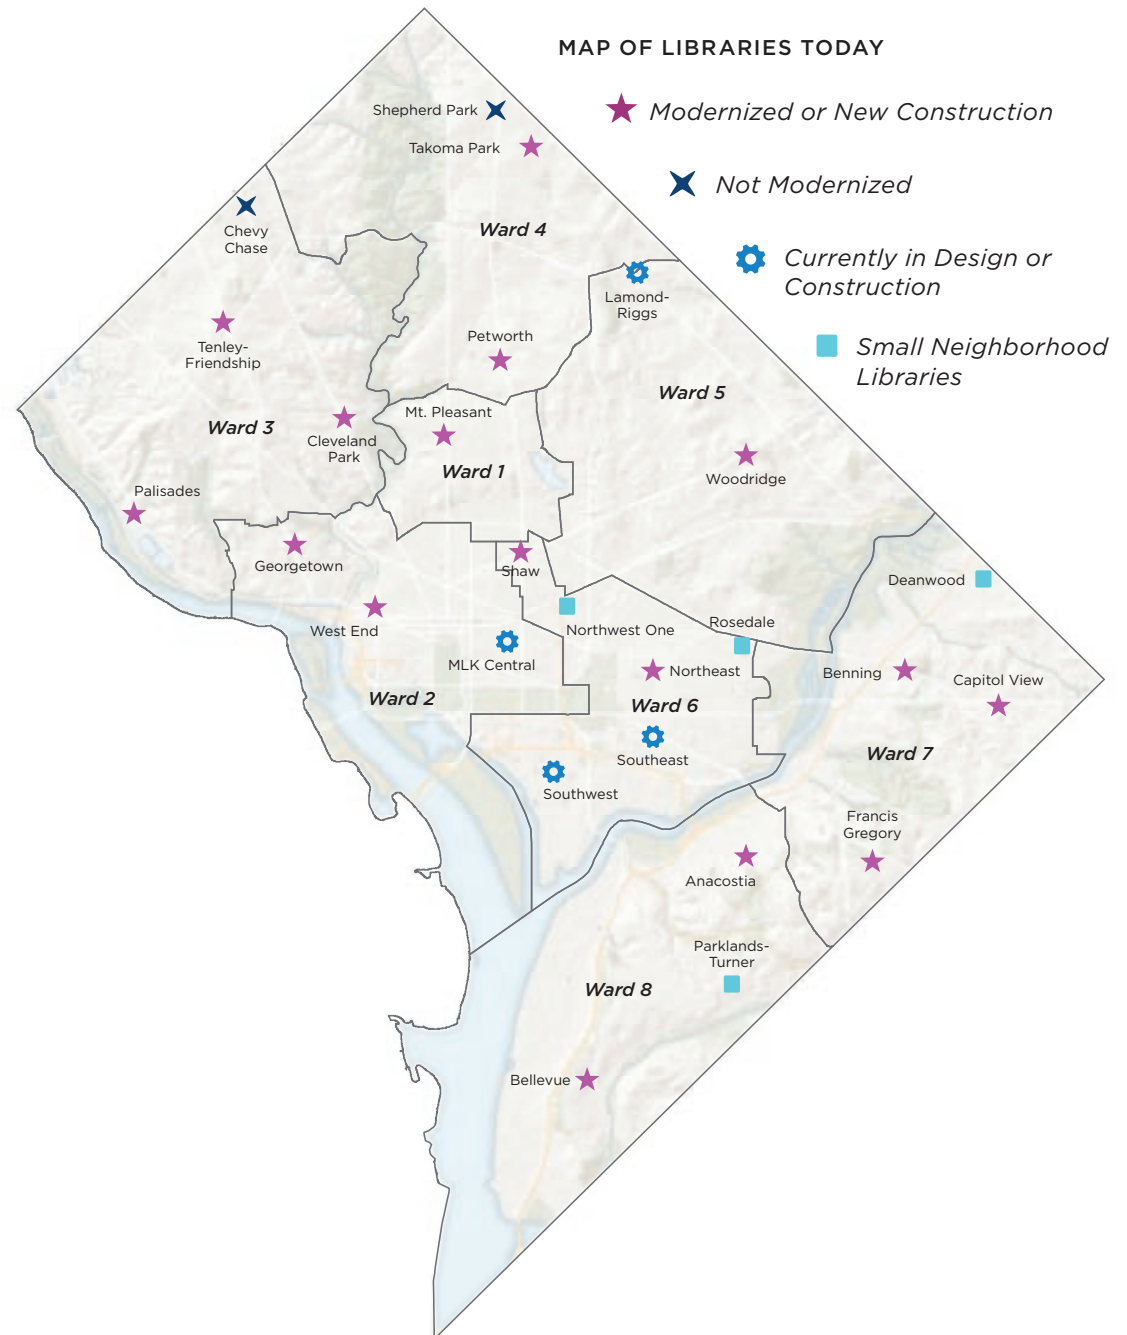 MAP OF LIBRARIES TODAY
Modernized or New Construction
Not Modernized
Currently in Design or
Construction
Small Neighborhood
Libraries
Shepherd Park
Takoma Park
Chevy
Chase
Ward 4
Lamond-
Riggs
Tenley-
Friendship
Petworth
Ward 5
Mt. Pleasant
Ward 3
Cleveland
Park
Ward 1
Woodridge
Palisades
Georgetown
Shaw
Deanwood
West End
Northwest One
Rosedale
MLK Central
Northeast
Benning
Capitol View
Ward 2
Ward 6
Southeast
Ward 7
Southwest
Francis
Gregory
Anacostia
Parklands-
Turner
Ward 8
Bellevue